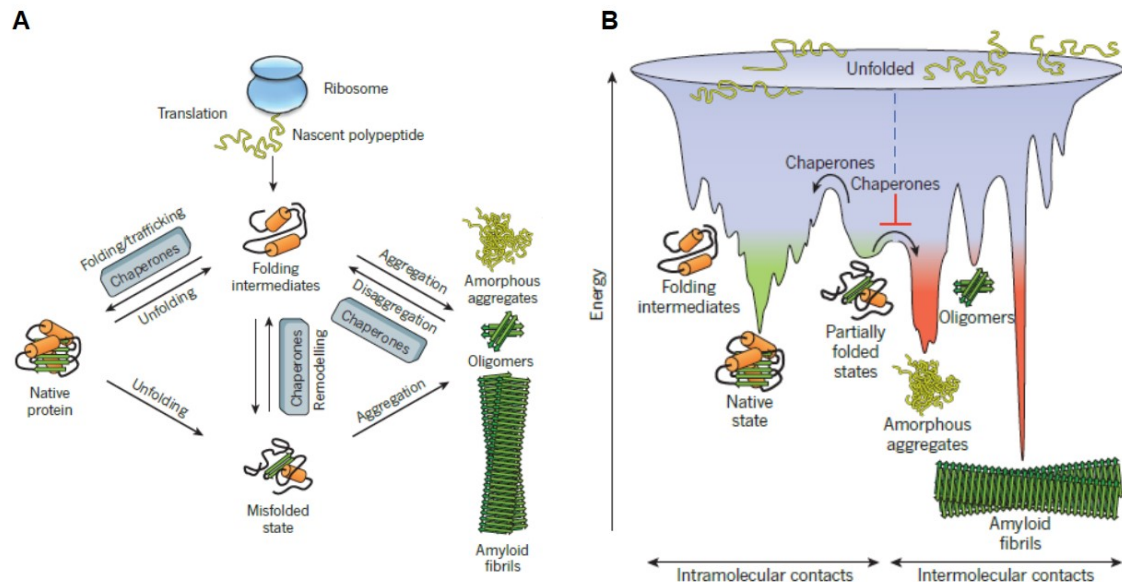 A
Ribosome
Translation
Nascent polypeptide
Folding/trafficking
Chaperones
Unfolding
Folding
intermediates
Aggregation
Disaggregation
Chaperones
Amorphous
aggregates
Oligomers
Native
protein
Unfolding
Chaperones
Remodelling
Aggregation
Misfolded
state
Amyloid
fibrils
B
Unfolded
Chaperones
Chaperones
Energy
Folding
intermediates
Partially
folded
states
Oligomers
Native
state
Amorphous
aggregates
Amyloid
fibrils
Intramolecular contacts
Intermolecular contacts